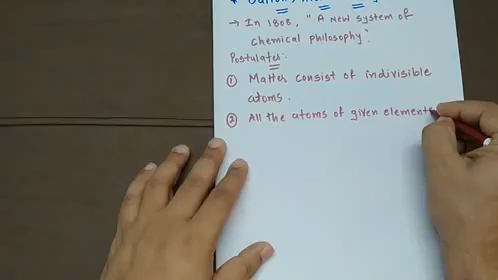 → In 1808, "A New system of
chemical philosophy".
Postulates:
① Matter consist of indivisible
atoms.
② All the atoms of given elements